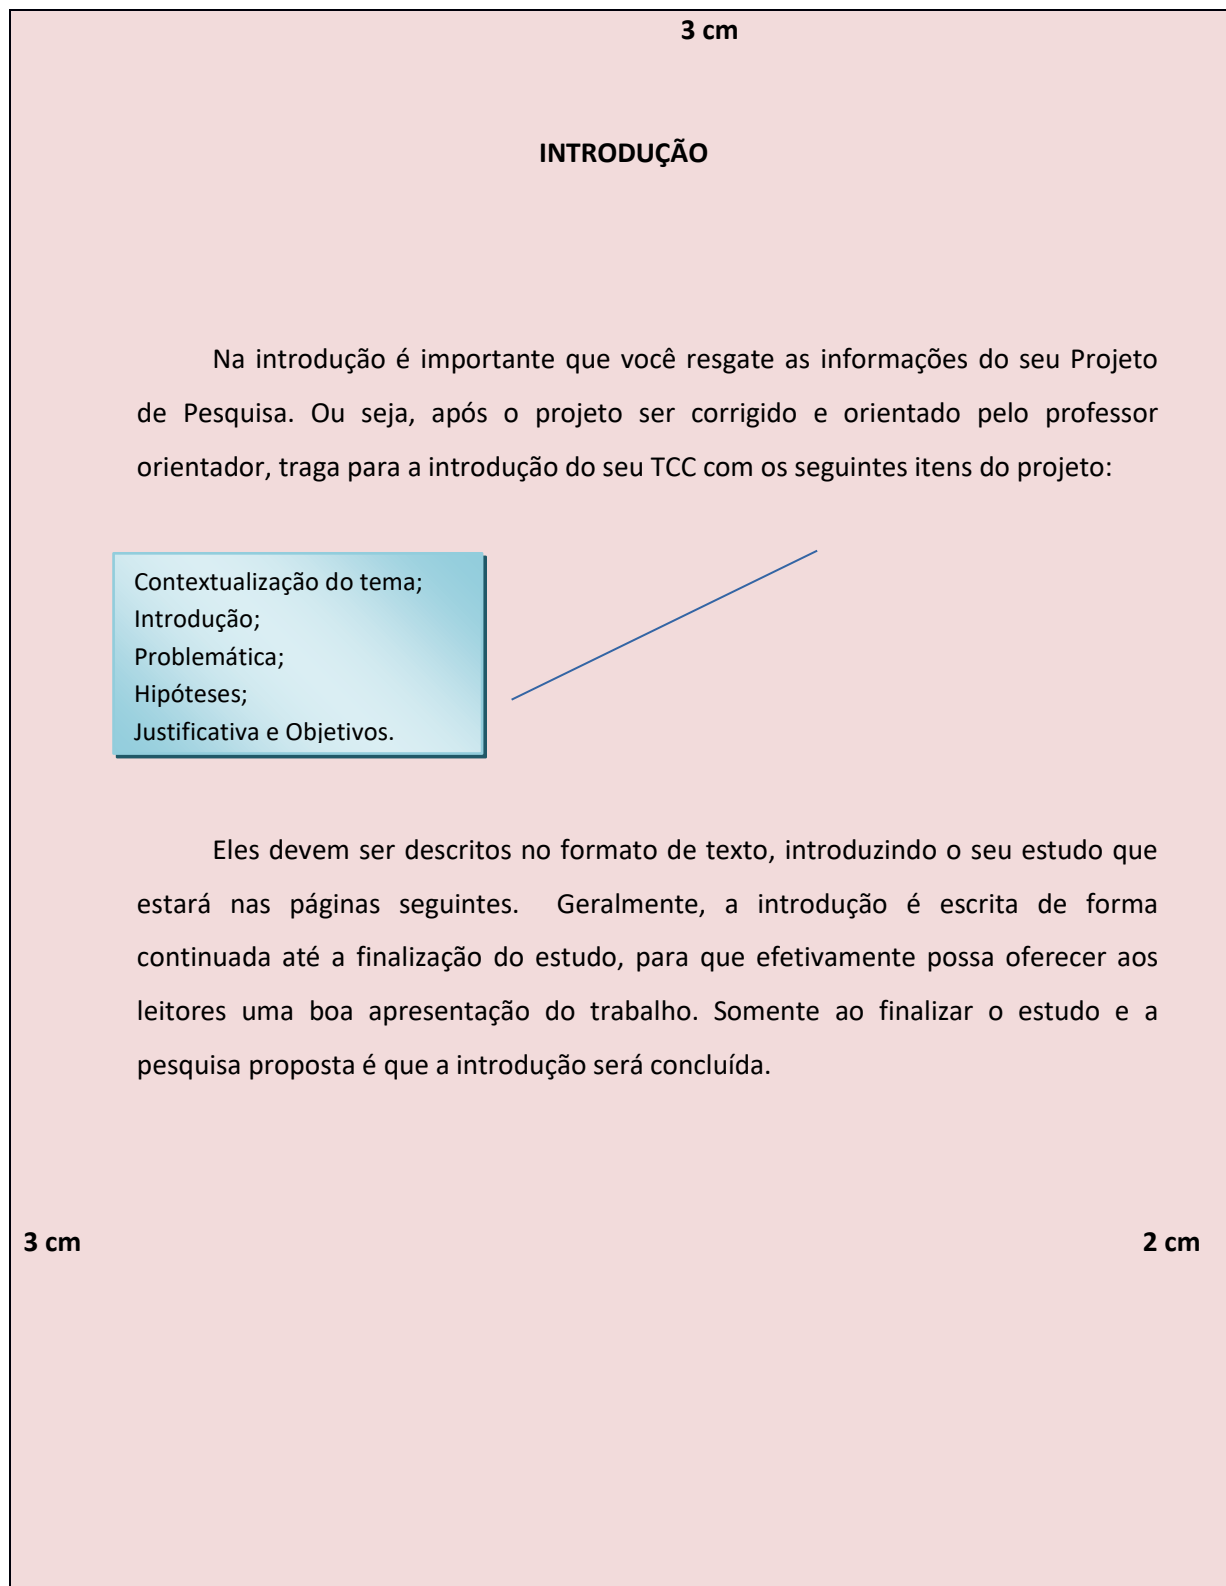 3 cm
INTRODUÇÃO
Na introdução é importante que você resgate as informações do seu Projeto
de Pesquisa. Ou seja, após o projeto ser corrigido e orientado pelo professor
orientador, traga para a introdução do seu TCC com os seguintes itens do projeto:
Contextualização do tema;
Introdução;
Problemática;
Hipóteses;
Justificativa e Objetivos.
Eles devem ser descritos no formato de texto, introduzindo o seu estudo que
estará nas páginas seguintes. Geralmente, a introdução é escrita de forma
continuada até a finalização do estudo, para que efetivamente possa oferecer aos
leitores uma boa apresentação do trabalho. Somente ao finalizar o estudo e a
pesquisa proposta é que a introdução será concluída.
3 cm
2 cm